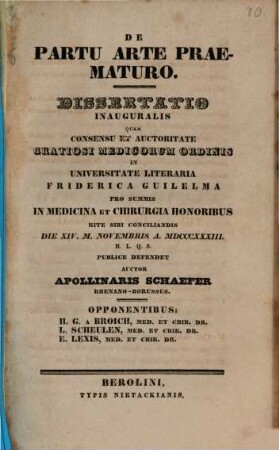 10
DE
PARTU ARTE PRAE-
MATURO.
DISSERTATIO
INAUGURALIS
QUAM
CONSENSU ET AUCTORITATE
GRATIOSI MEDICORUM ORDINIS
IN
UNIVERSITATE LITERARIA
FRIDERICA GUILELMA
PRO SUMMIS
IN MEDICINA ET CHIRURGIA HONORIBUS
RITE SIBI CONCILIANDIS
DIE XIV. M. NOVEMBRIS A. MDCCCXXXIII.
H. L. Q. S.
PUBLICE DEFENDET
AUCTOR
APOLLINARIS SCHAEFER
RHENANO-BORUSSUS.
OPPONENTIBUS:
H. G. A BROICH, MED. ET CHIR. DR.
L. SCHEULEN, MED. ET CHIR. DR.
E. LEXIS, MED. ET CHIR. DR.
BEROLINI,
TYPIS NIETACKIANIS.